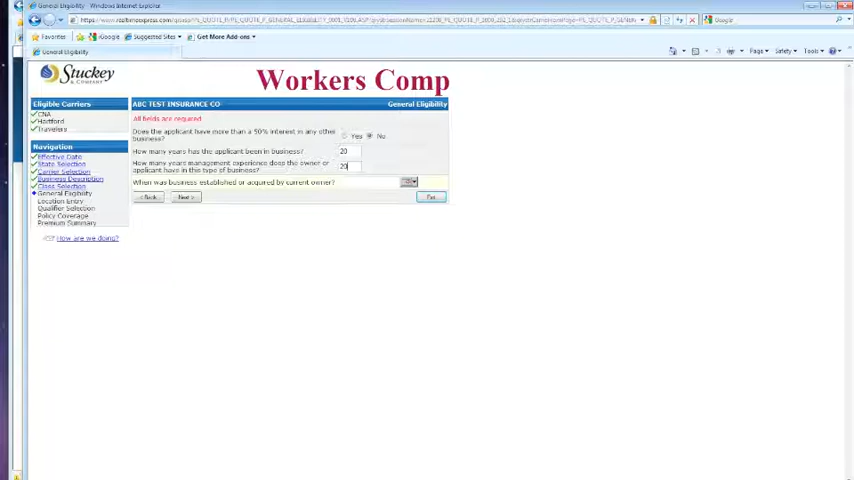 General Eligibility - Windows Internet Explorer
Google
Favorites
iGoogle
Suggested Sites
Get More Add-ons
General Eligibility
Page
Safety
Tools
Stuckey
& COMPANY
Workers Comp
Eligible Carriers
CNA
Hartford
Travelers
Navigation
Effective Date
State Selection
Carrier Selection
Business Description
Class Selection
General Eligibility
Location Entry
Qualifier Selection
Policy Coverage
Premium Summary
How are we doing?
ABC TEST INSURANCE CO
General Eligibility
All fields are required
Does the applicant have more than a 50% interest in any other
business?
Yes
No
How many years has the applicant been in business?
20
How many years management experience does the owner or
applicant have in this type of business?
20
When was business established or acquired by current owner?
< Back
Next >